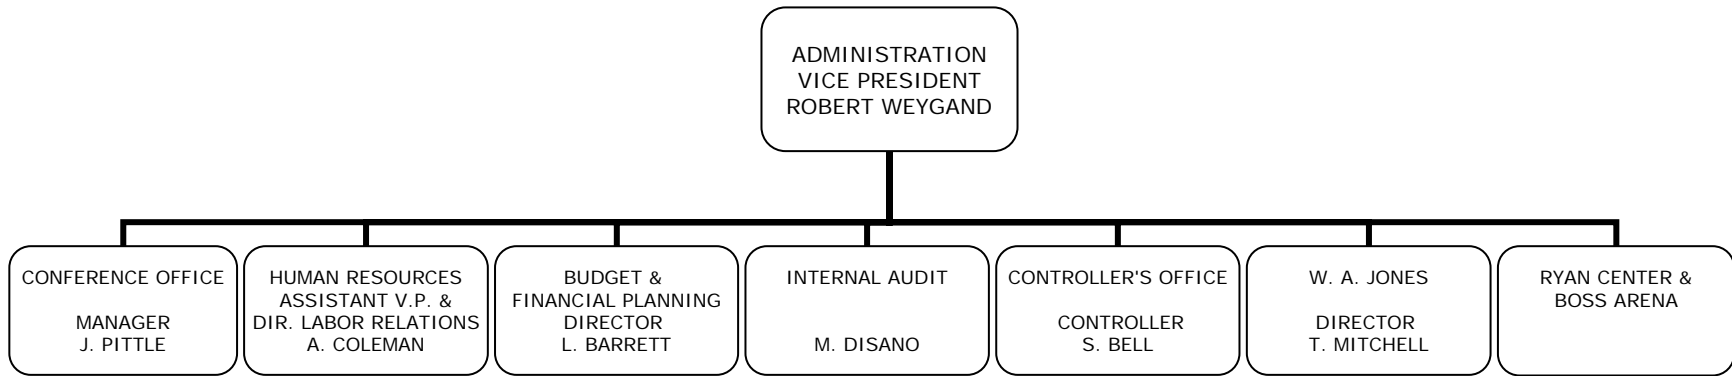 ADMINISTRATION
VICE PRESIDENT
ROBERT WEYGAND
CONFERENCE OFFICE
MANAGER
J. PITTLE
HUMAN RESOURCES
ASSISTANT V.P. &
DIR. LABOR RELATIONS
A. COLEMAN
BUDGET &
FINANCIAL PLANNING
DIRECTOR
L. BARRETT
INTERNAL AUDIT
M. DISANO
CONTROLLER'S OFFICE
CONTROLLER
S. BELL
W. A. JONES
DIRECTOR
T. MITCHELL
RYAN CENTER &
BOSS ARENA